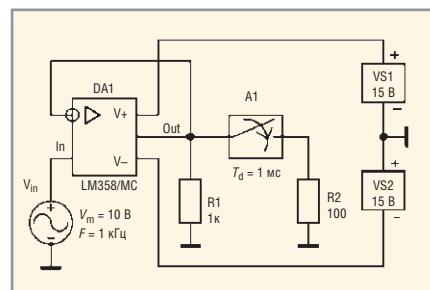 DA1
V+
In
Out
V–
LM358/MC
A1
T_d = 1 мс
+
VS1
15 В
–
+
VS2
15 В
–
V_in
+
V_m = 10 В
F = 1 кГц
R1
1к
R2
100